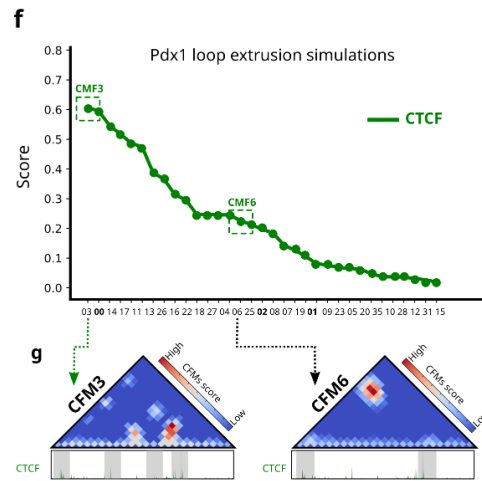 f
Pdx1 loop extrusion simulations
0.8
0.7
0.6
0.5
0.4
0.3
0.2
0.1
0.0
Score
CMF3
CMF6
CTCF
03 00 14 17 11 13 26 16 22 18 27 04 06 25 02 08 07 19 01 09 23 05 20 35 10 28 12 31 15
g
CFM3
High
CFMs score
Low
CTCF
CFM6
High
CFMs score
Low
CTCF